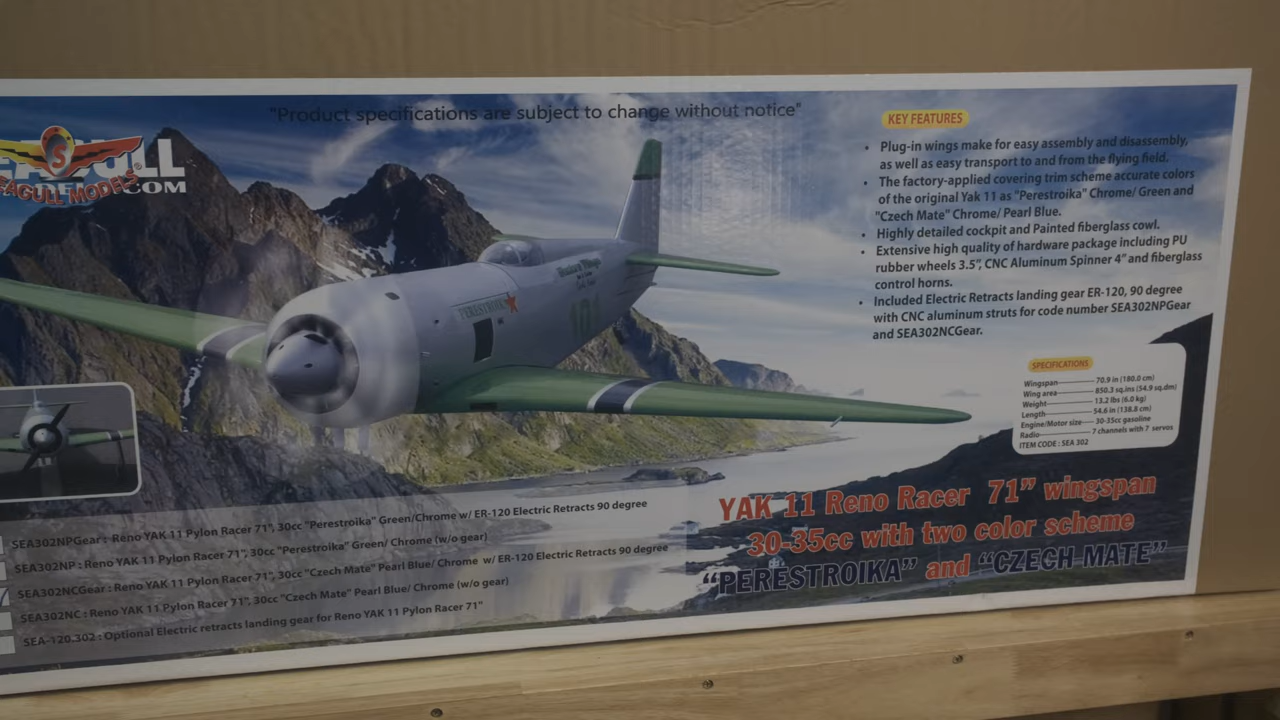 "Product specifications are subject to change without notice"
SEAGULL MODELS
.COM
KEY FEATURES
• Plug-in wings make for easy assembly and disassembly,
as well as easy transport to and from the flying field.
• The factory-applied covering trim scheme accurate colors
of the original Yak 11 as "Perestroika" Chrome/ Green and
"Czech Mate" Chrome/ Pearl Blue.
• Highly detailed cockpit and Painted fiberglass cowl.
• Extensive high quality of hardware package including PU
rubber wheels 3.5", CNC Aluminum Spinner 4" and fiberglass
control horns.
• Included Electric Retracts landing gear ER-120, 90 degree
with CNC aluminum struts for code number SEA302NPGear
and SEA302NCGear.
PERESTROIKA
SPECIFICATIONS
Wingspan 70.9 in (180.0 cm)
Wing area 850.3 sq.ins (54.9 sq.dm)
Weight 13.2 lbs (6.0 kg)
Length 54.6 in (138.8 cm)
Engine/Motor size 30-35cc gasoline
Radio 7 channels with 7 servos
ITEM CODE : SEA 302
YAK 11 Reno Racer 71" wingspan
30-35cc with two color scheme
"PERESTROIKA" and "CZECH MATE"
SEA302NPGear : Reno YAK 11 Pylon Racer 71", 30cc "Perestroika" Green/Chrome w/ ER-120 Electric Retracts 90 degree
SEA302NP : Reno YAK 11 Pylon Racer 71", 30cc "Perestroika" Green/ Chrome (w/o gear)
SEA302NCGear : Reno YAK 11 Pylon Racer 71", 30cc "Czech Mate" Pearl Blue/ Chrome w/ ER-120 Electric Retracts 90 degree
SEA302NC : Reno YAK 11 Pylon Racer 71", 30cc "Czech Mate" Pearl Blue/ Chrome (w/o gear)
SEA-120.302 : Optional Electric retracts landing gear for Reno YAK 11 Pylon Racer 71"